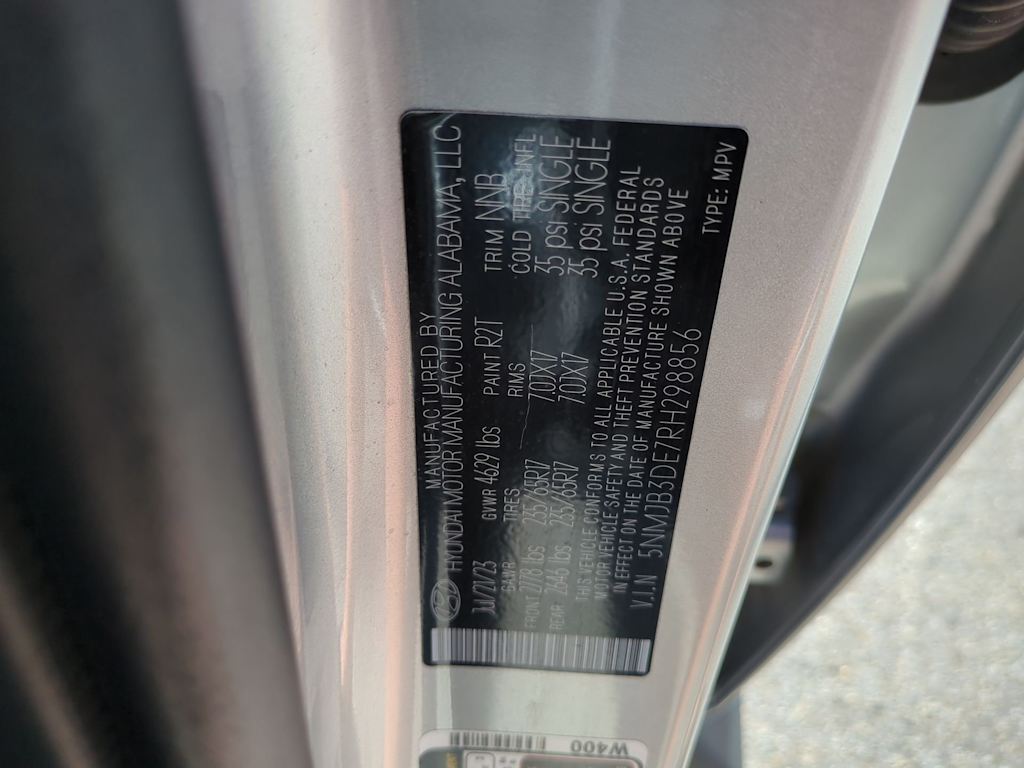 MANUFACTURED BY
HYUNDAI MOTOR MANUFACTURING ALABAMA, LLC
JUL/21/23 GVWR 4629 lbs PAINT R2T TRIM NNB
GAWR TIRES RIMS COLD TIRE INFL
FRONT 2778 lbs 235/65R17 7.0JX17 35 psi SINGLE
REAR 2646 lbs 235/65R17 7.0JX17 35 psi SINGLE
THIS VEHICLE CONFORMS TO ALL APPLICABLE U.S.A. FEDERAL
MOTOR VEHICLE SAFETY AND THEFT PREVENTION STANDARDS
IN EFFECT ON THE DATE OF MANUFACTURE SHOWN ABOVE
V.I.N 5NMJB3DE7RH298856 TYPE: MPV
W400